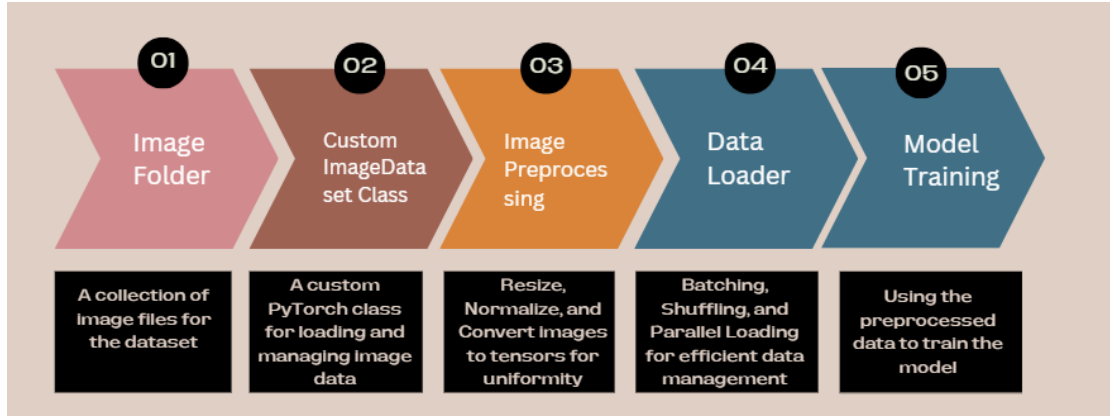 01
Image
Folder
02
Custom
ImageData
set Class
03
Image
Preproces
sing
04
Data
Loader
05
Model
Training
A collection of
image files for
the dataset
A custom
PyTorch class
for loading and
managing image
data
Resize,
Normalize, and
Convert images
to tensors for
uniformity
Batching,
Shuffling, and
Parallel Loading
for efficient data
management
Using the
preprocessed
data to train the
model